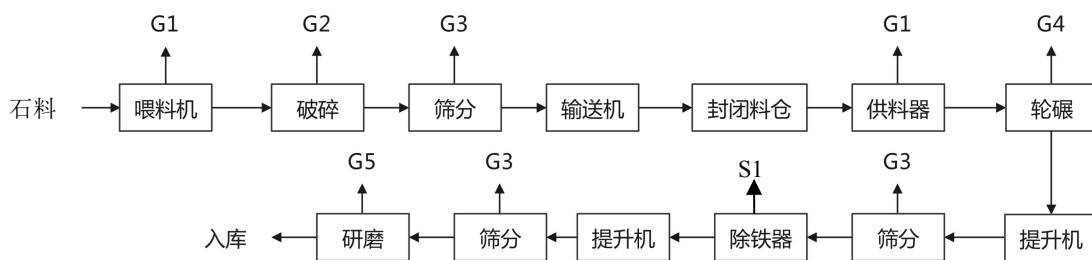 G1 G2 G3 G1 G4
石料 喂料机 破碎 筛分 输送机 封闭料仓 供料器 轮碾
G5 G3 S1 G3
入库 研磨 筛分 提升机 除铁器 筛分 提升机